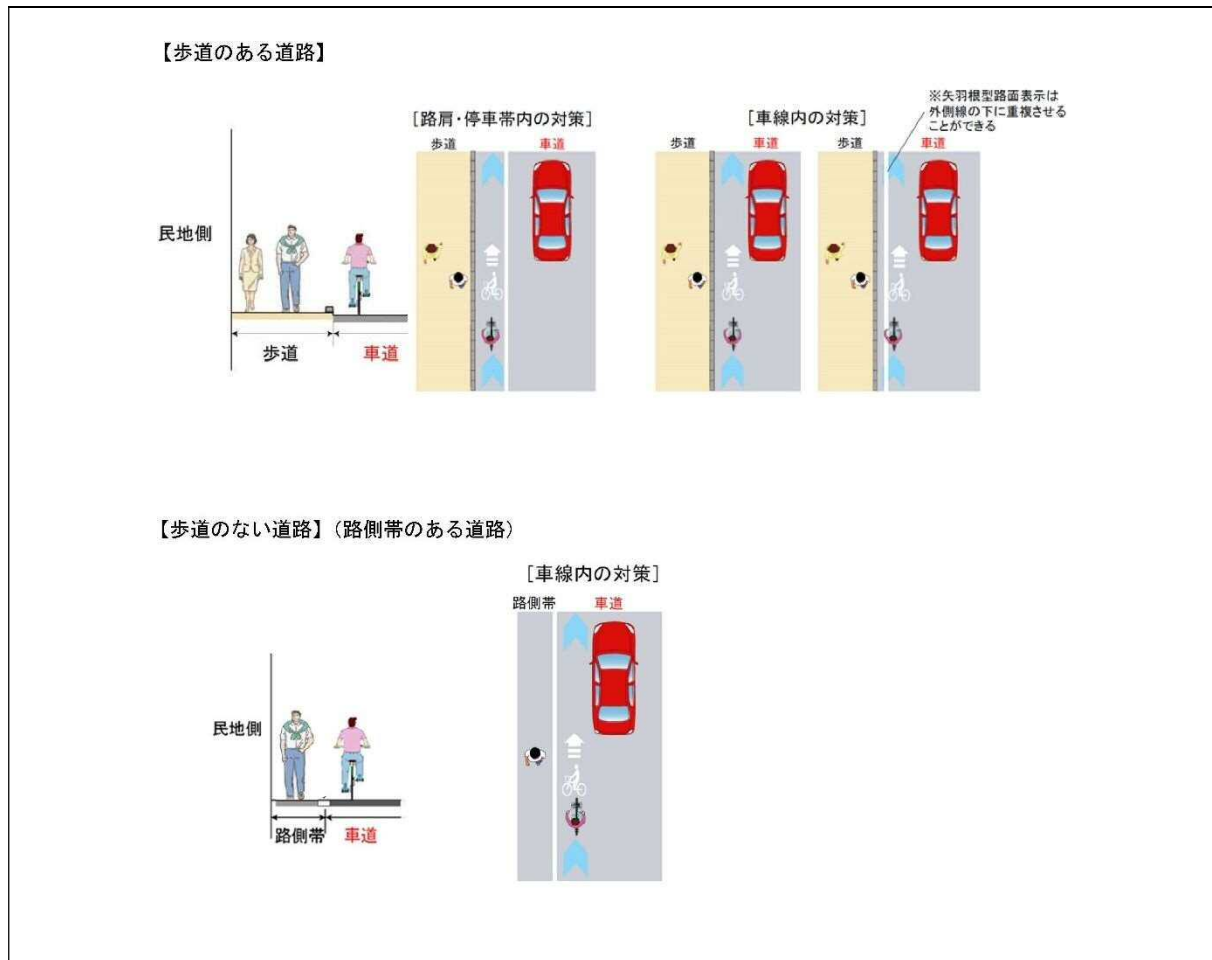 【歩道のある道路】
※矢羽根型路面表示は
外側線の下に重複させる
ことができる
[路肩・停車帯内の対策]
[車線内の対策]
歩道
車道
歩道
車道
歩道
車道
民地側
歩道
車道
【歩道のない道路】（路側帯のある道路）
[車線内の対策]
路側帯
車道
民地側
路側帯
車道